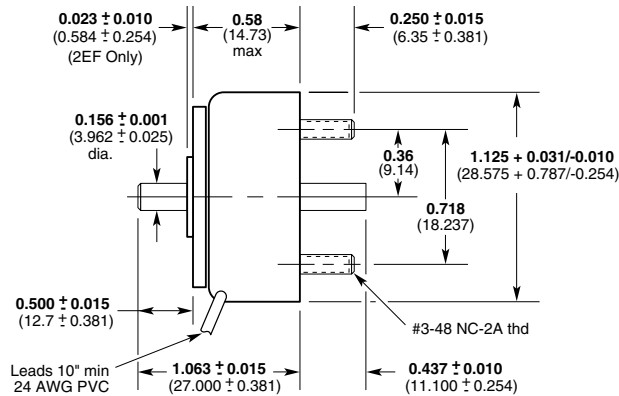 0.023 ± 0.010
(0.584 ± 0.254)
(2EF Only)
0.58
(14.73)
max
0.250 ± 0.015
(6.35 ± 0.381)
0.156 ± 0.001
(3.962 ± 0.025)
dia.
0.36
(9.14)
1.125 + 0.031/-0.010
(28.575 + 0.787/-0.254)
0.718
(18.237)
0.500 ± 0.015
(12.7 ± 0.381)
#3-48 NC-2A thd
Leads 10" min
24 AWG PVC
1.063 ± 0.015
(27.000 ± 0.381)
0.437 ± 0.010
(11.100 ± 0.254)